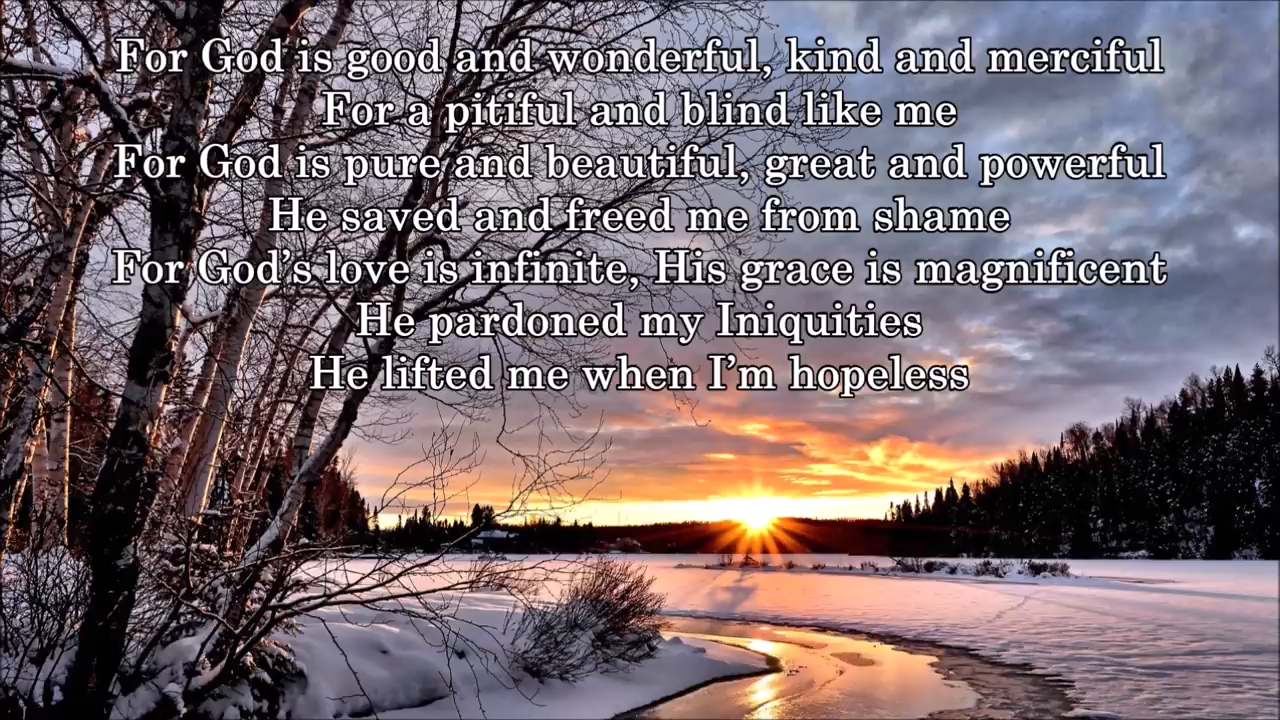 For God is good and wonderful, kind and merciful
For a pitiful and blind like me
For God is pure and beautiful, great and powerful
He saved and freed me from shame
For God’s love is infinite, His grace is magnificent
He pardoned my Iniquities
He lifted me when I’m hopeless